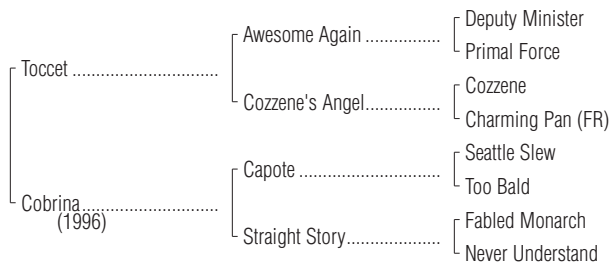 Deputy Minister
Awesome Again .................
Primal Force
Toccet .................................
Cozzene
Cozzene's Angel.................
Charming Pan (FR)
Seattle Slew
Capote ................................
Too Bald
Cobrina...............................
(1996)
Fabled Monarch
Straight Story.....................
Never Understand